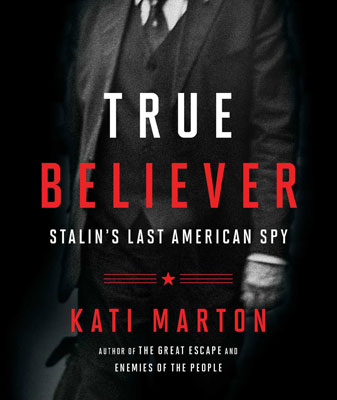 TRUE
BELIEVER
STALIN'S LAST AMERICAN SPY
KATI MARTON
AUTHOR OF THE GREAT ESCAPE AND
ENEMIES OF THE PEOPLE